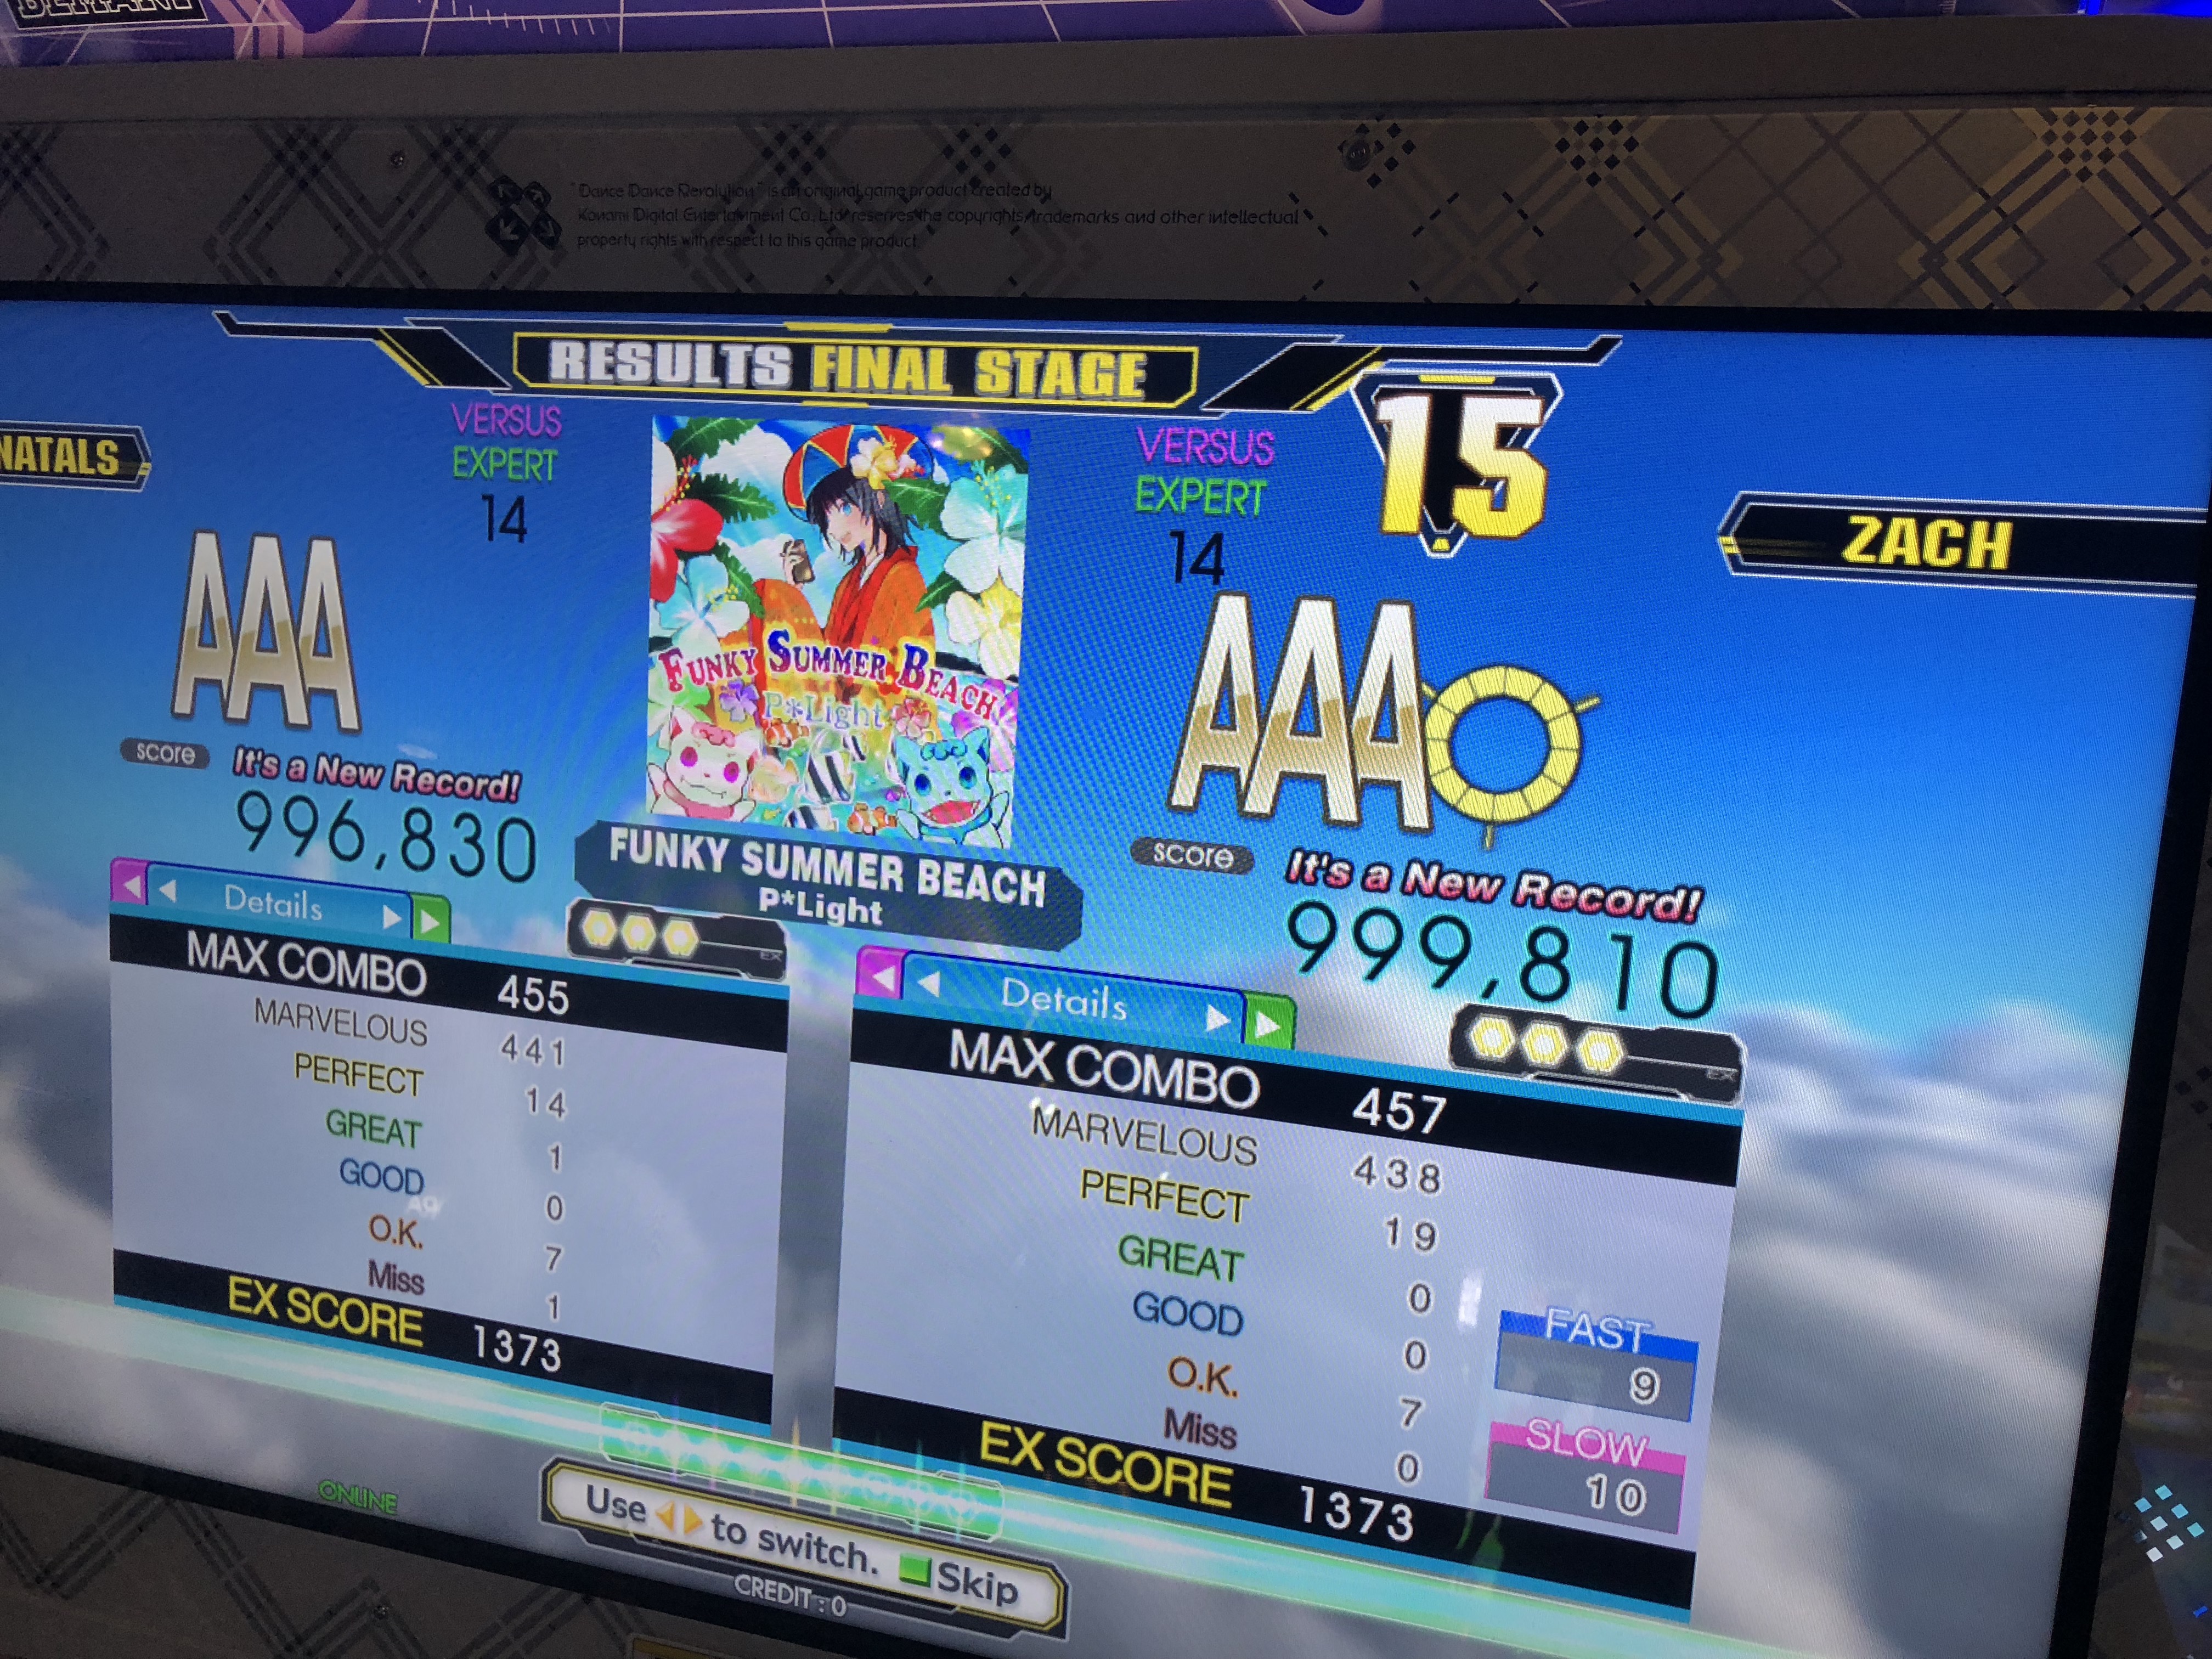 BEMANI
"Dance Dance Revolution" is an original game product created by
Konami Digital Entertainment Co., Ltd. reserves the copyrights, trademarks and other intellectual
property rights with respect to this game product.
RESULTS FINAL STAGE
15
NATALS
VERSUS
EXPERT
14
VERSUS
EXPERT
14
ZACH
AAA
AAA
FUNKY SUMMER BEACH
P*Light
score
It's a New Record!
996,830
score
It's a New Record!
999,810
FUNKY SUMMER BEACH
P*Light
Details
EX
MAX COMBO 455
MARVELOUS 441
PERFECT 14
GREAT 1
GOOD 0
O.K. 7
Miss 1
EX SCORE 1373
Details
EX
MAX COMBO 457
MARVELOUS 438
PERFECT 19
GREAT 0
GOOD 0
O.K. 7
Miss 0
EX SCORE 1373
FAST
9
SLOW
10
ONLINE
Use to switch. Skip
CREDIT : 0